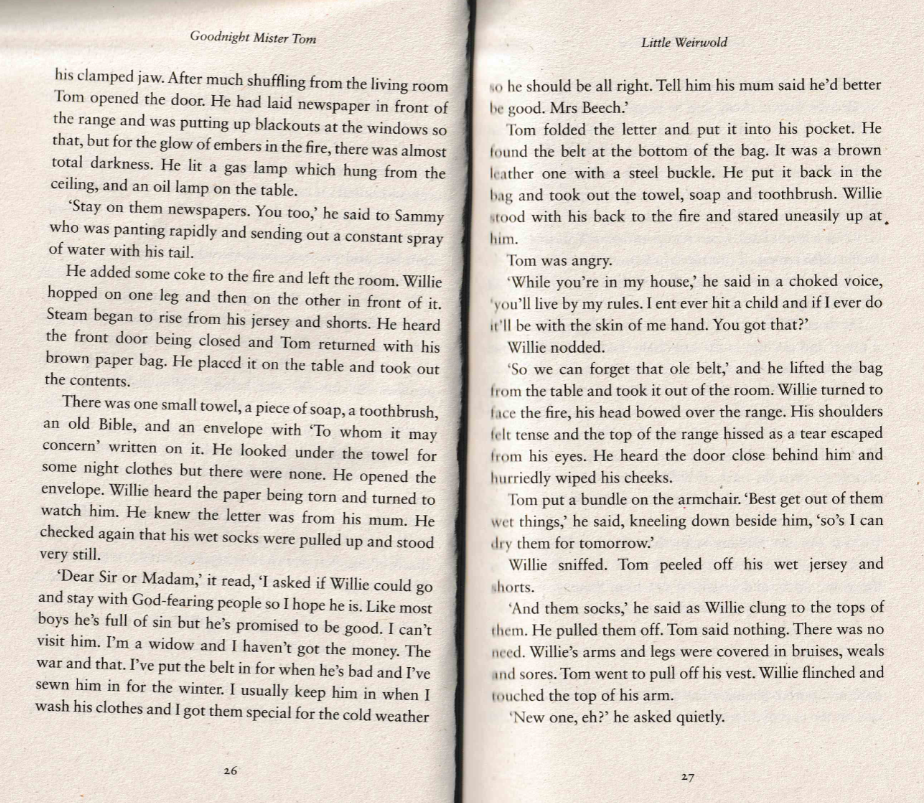 Goodnight Mister Tom
his clamped jaw. After much shuffling from the living room
Tom opened the door. He had laid newspaper in front of
the range and was putting up blackouts at the windows so
that, but for the glow of embers in the fire, there was almost
total darkness. He lit a gas lamp which hung from the
ceiling, and an oil lamp on the table.
‘Stay on them newspapers. You too,’ he said to Sammy
who was panting rapidly and sending out a constant spray
of water with his tail.
He added some coke to the fire and left the room. Willie
hopped on one leg and then on the other in front of it.
Steam began to rise from his jersey and shorts. He heard
the front door being closed and Tom returned with his
brown paper bag. He placed it on the table and took out
the contents.
There was one small towel, a piece of soap, a toothbrush,
an old Bible, and an envelope with ‘To whom it may
concern’ written on it. He looked under the towel for
some night clothes but there were none. He opened the
envelope. Willie heard the paper being torn and turned to
watch him. He knew the letter was from his mum. He
checked again that his wet socks were pulled up and stood
very still.
‘Dear Sir or Madam,’ it read, ‘I asked if Willie could go
and stay with God-fearing people so I hope he is. Like most
boys he’s full of sin but he’s promised to be good. I can’t
visit him. I’m a widow and I haven’t got the money. The
war and that. I’ve put the belt in for when he’s bad and I’ve
sewn him in for the winter. I usually keep him in when I
wash his clothes and I got them special for the cold weather
26
Little Weirwold
so he should be all right. Tell him his mum said he’d better
be good. Mrs Beech.’
Tom folded the letter and put it into his pocket. He
found the belt at the bottom of the bag. It was a brown
leather one with a steel buckle. He put it back in the
bag and took out the towel, soap and toothbrush. Willie
stood with his back to the fire and stared uneasily up at
him.
Tom was angry.
‘While you’re in my house,’ he said in a choked voice,
‘you’ll live by my rules. I ent ever hit a child and if I ever do
it’ll be with the skin of me hand. You got that?’
Willie nodded.
‘So we can forget that ole belt,’ and he lifted the bag
from the table and took it out of the room. Willie turned to
face the fire, his head bowed over the range. His shoulders
felt tense and the top of the range hissed as a tear escaped
from his eyes. He heard the door close behind him and
hurriedly wiped his cheeks.
Tom put a bundle on the armchair. ‘Best get out of them
wet things,’ he said, kneeling down beside him, ‘so’s I can
dry them for tomorrow.’
Willie sniffed. Tom peeled off his wet jersey and
shorts.
‘And them socks,’ he said as Willie clung to the tops of
them. He pulled them off. Tom said nothing. There was no
need. Willie’s arms and legs were covered in bruises, weals
and sores. Tom went to pull off his vest. Willie flinched and
touched the top of his arm.
‘New one, eh?’ he asked quietly.
27